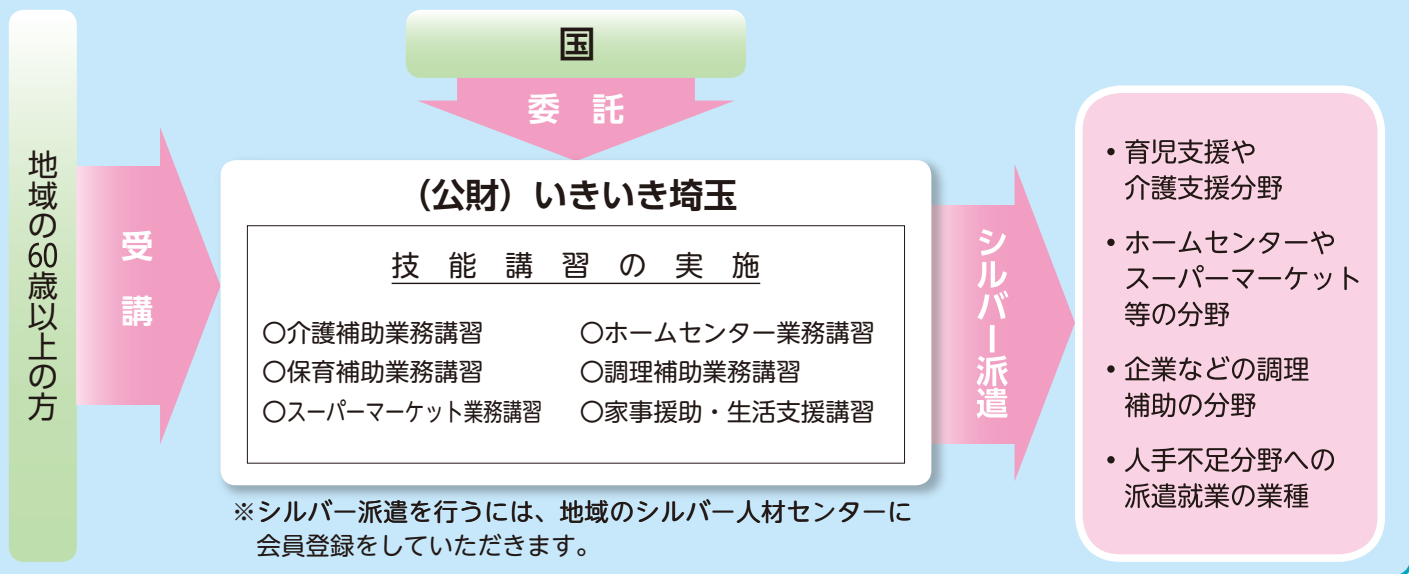 地域の60歳以上の方
受講
国
委託
（公財）いきいき埼玉
技能講習の実施
○介護補助業務講習
○ホームセンター業務講習
○保育補助業務講習
○調理補助業務講習
○スーパーマーケット業務講習
○家事援助・生活支援講習
※シルバー派遣を行うには、地域のシルバー人材センターに
会員登録をしていただきます。
シルバー派遣
・育児支援や
介護支援分野
・ホームセンターや
スーパーマーケット
等の分野
・企業などの調理
補助の分野
・人手不足分野への
派遣就業の業種